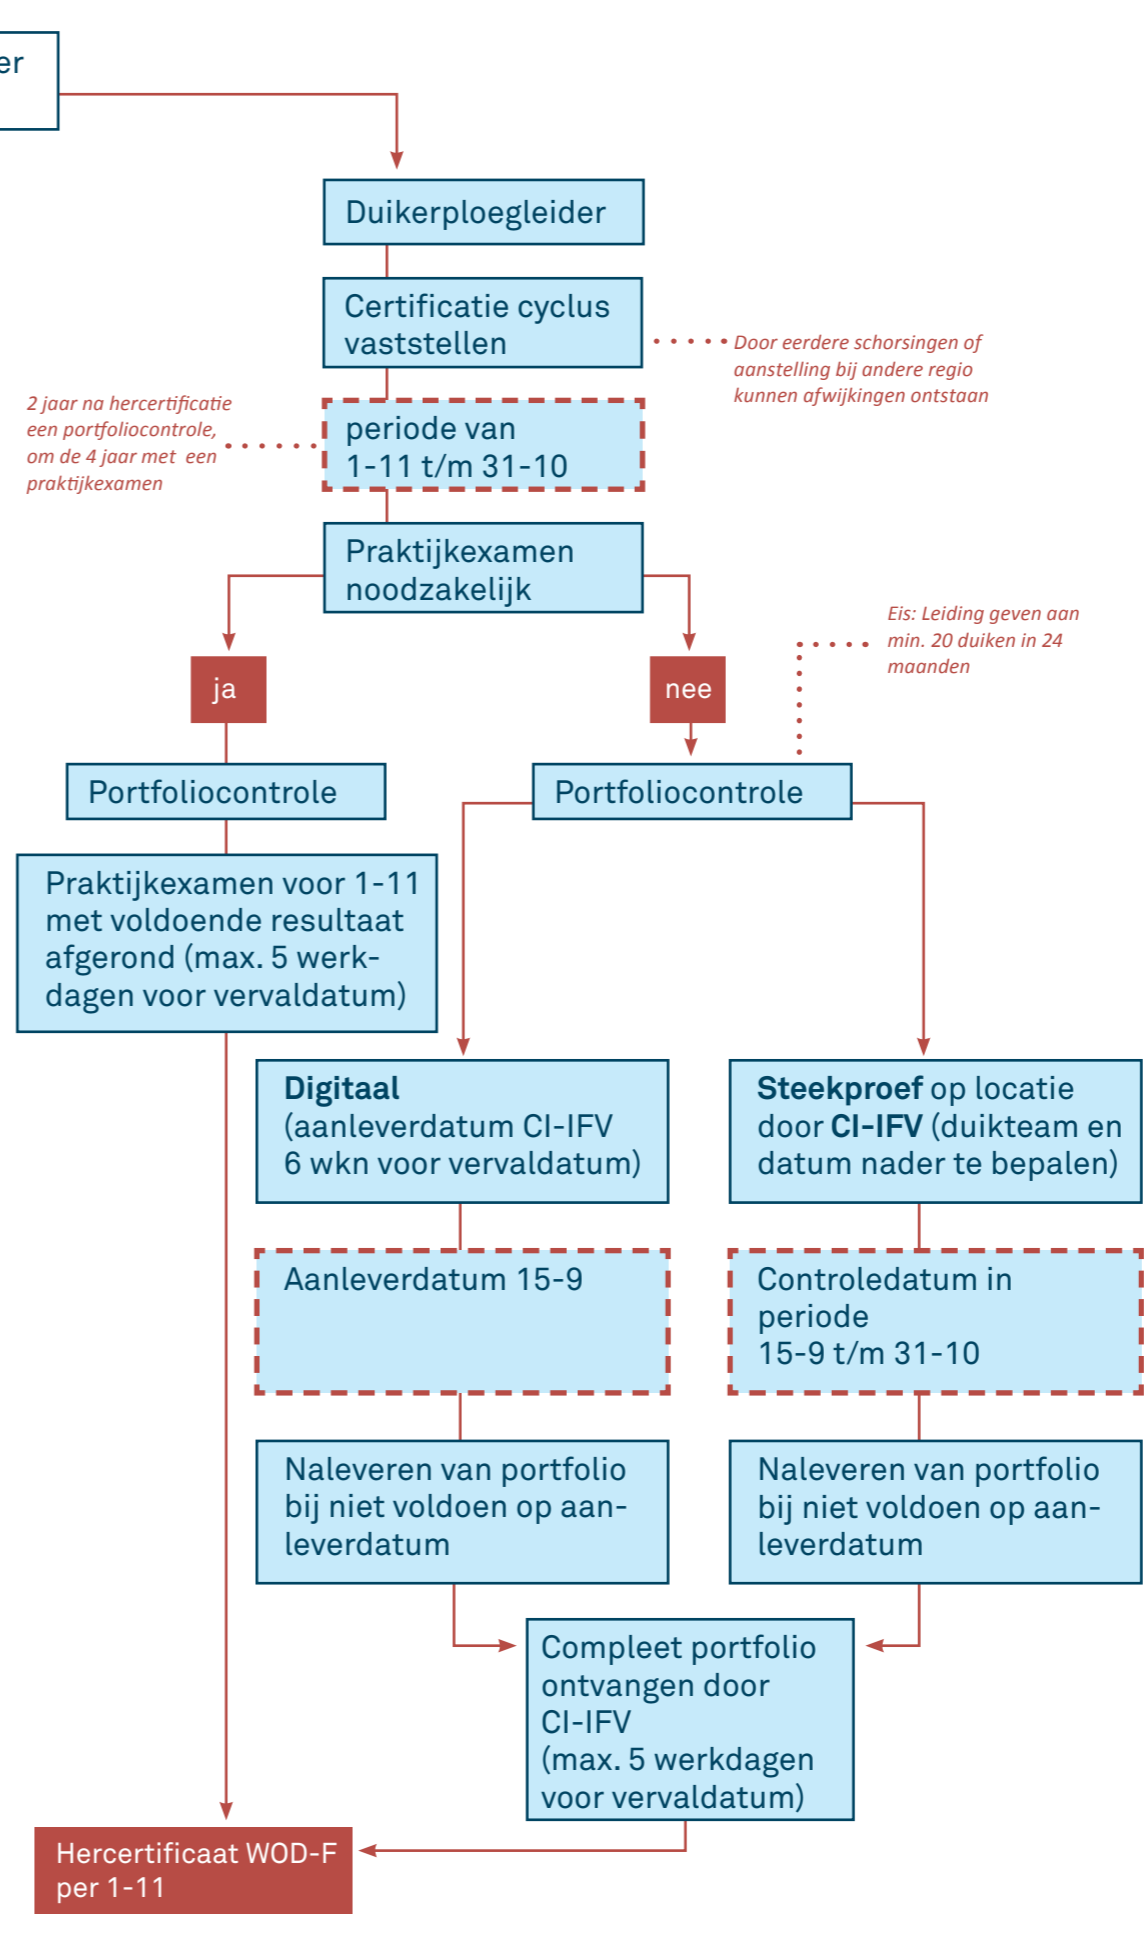 er
Duikerploegleider
Certificatie cyclus
vaststellen
Door eerdere schorsingen of
aanstelling bij andere regio
kunnen afwijkingen ontstaan
2 jaar na hercertificatie
een portfoliocontrole,
om de 4 jaar met een
praktijkexamen
periode van
1-11 t/m 31-10
Praktijkexamen
noodzakelijk
Eis: Leiding geven aan
min. 20 duiken in 24
maanden
ja
nee
Portfoliocontrole
Portfoliocontrole
Praktijkexamen voor 1-11
met voldoende resultaat
afgerond (max. 5 werk-
dagen voor vervaldatum)
Digitaal
(aanleverdatum CI-IFV
6 wkn voor vervaldatum)
Steekproef op locatie
door CI-IFV (duikteam en
datum nader te bepalen)
Aanleverdatum 15-9
Controledatum in
periode
15-9 t/m 31-10
Naleveren van portfolio
bij niet voldoen op aan-
leverdatum
Naleveren van portfolio
bij niet voldoen op aan-
leverdatum
Compleet portfolio
ontvangen door
CI-IFV
(max. 5 werkdagen
voor vervaldatum)
Hercertificaat WOD-F
per 1-11